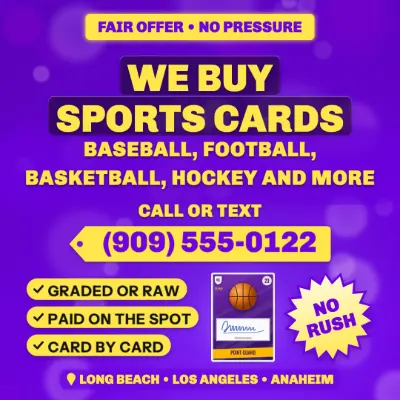 FAIR OFFER • NO PRESSURE
WE BUY
SPORTS CARDS
BASEBALL, FOOTBALL,
BASKETBALL, HOCKEY AND MORE
CALL OR TEXT
(909) 555-0122
GRADED OR RAW
PAID ON THE SPOT
CARD BY CARD
POINT GUARD
NO
RUSH
LONG BEACH • LOS ANGELES • ANAHEIM